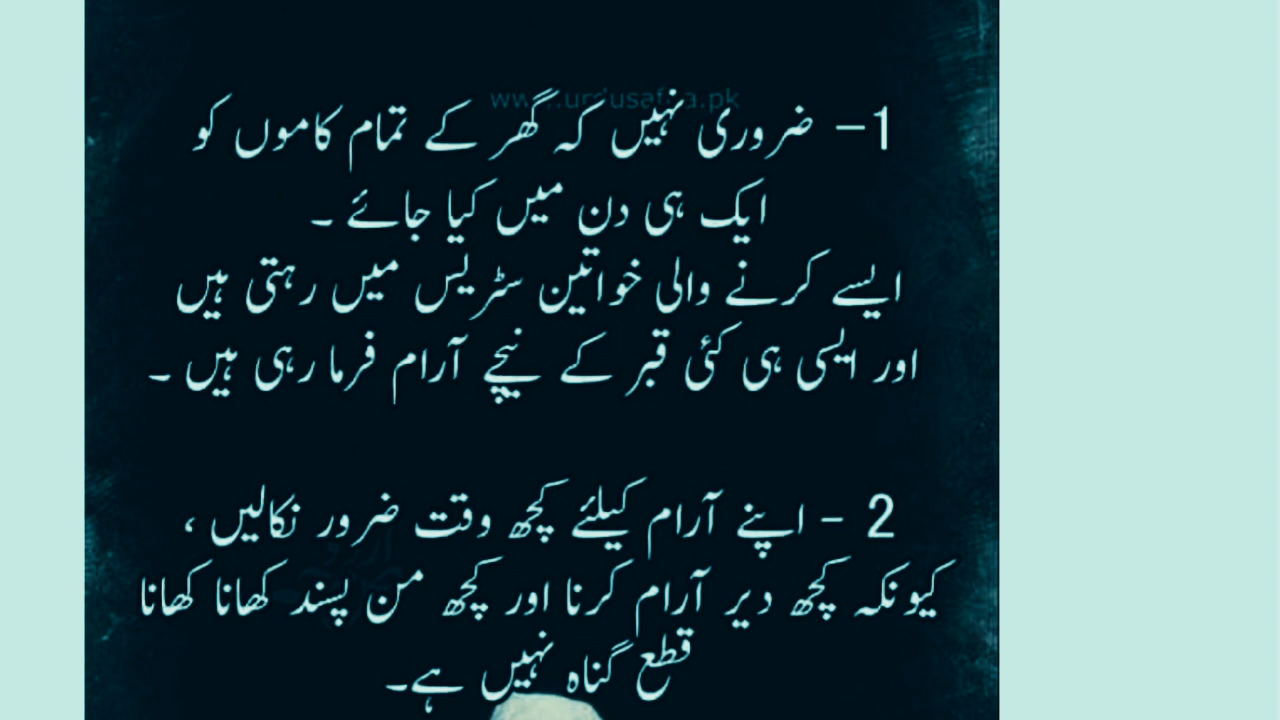 www.urdusafha.pk
1- ضروری نہیں کہ گھر کے تمام کاموں کو
ایک ہی دن میں کیا جائے ۔
ایسے کرنے والی خواتین سٹریس میں رہتی ہیں
اور ایسی ہی کئی قبر کے نیچے آرام فرما رہی ہیں ۔
2 - اپنے آرام کیلئے کچھ وقت ضرور نکالیں ،
کیونکہ کچھ دیر آرام کرنا اور کچھ من پسند کھانا کھانا
قطع گناہ نہیں ہے۔